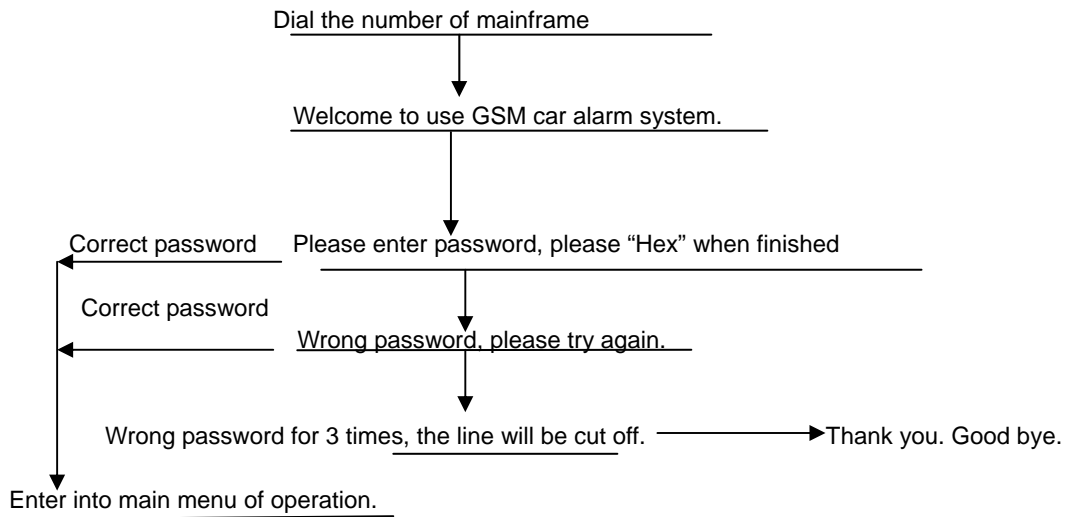 Dial the number of mainframe
Welcome to use GSM car alarm system.
Correct password Please enter password, please “Hex” when finished
Correct password
Wrong password, please try again.
Wrong password for 3 times, the line will be cut off. Thank you. Good bye.
Enter into main menu of operation.